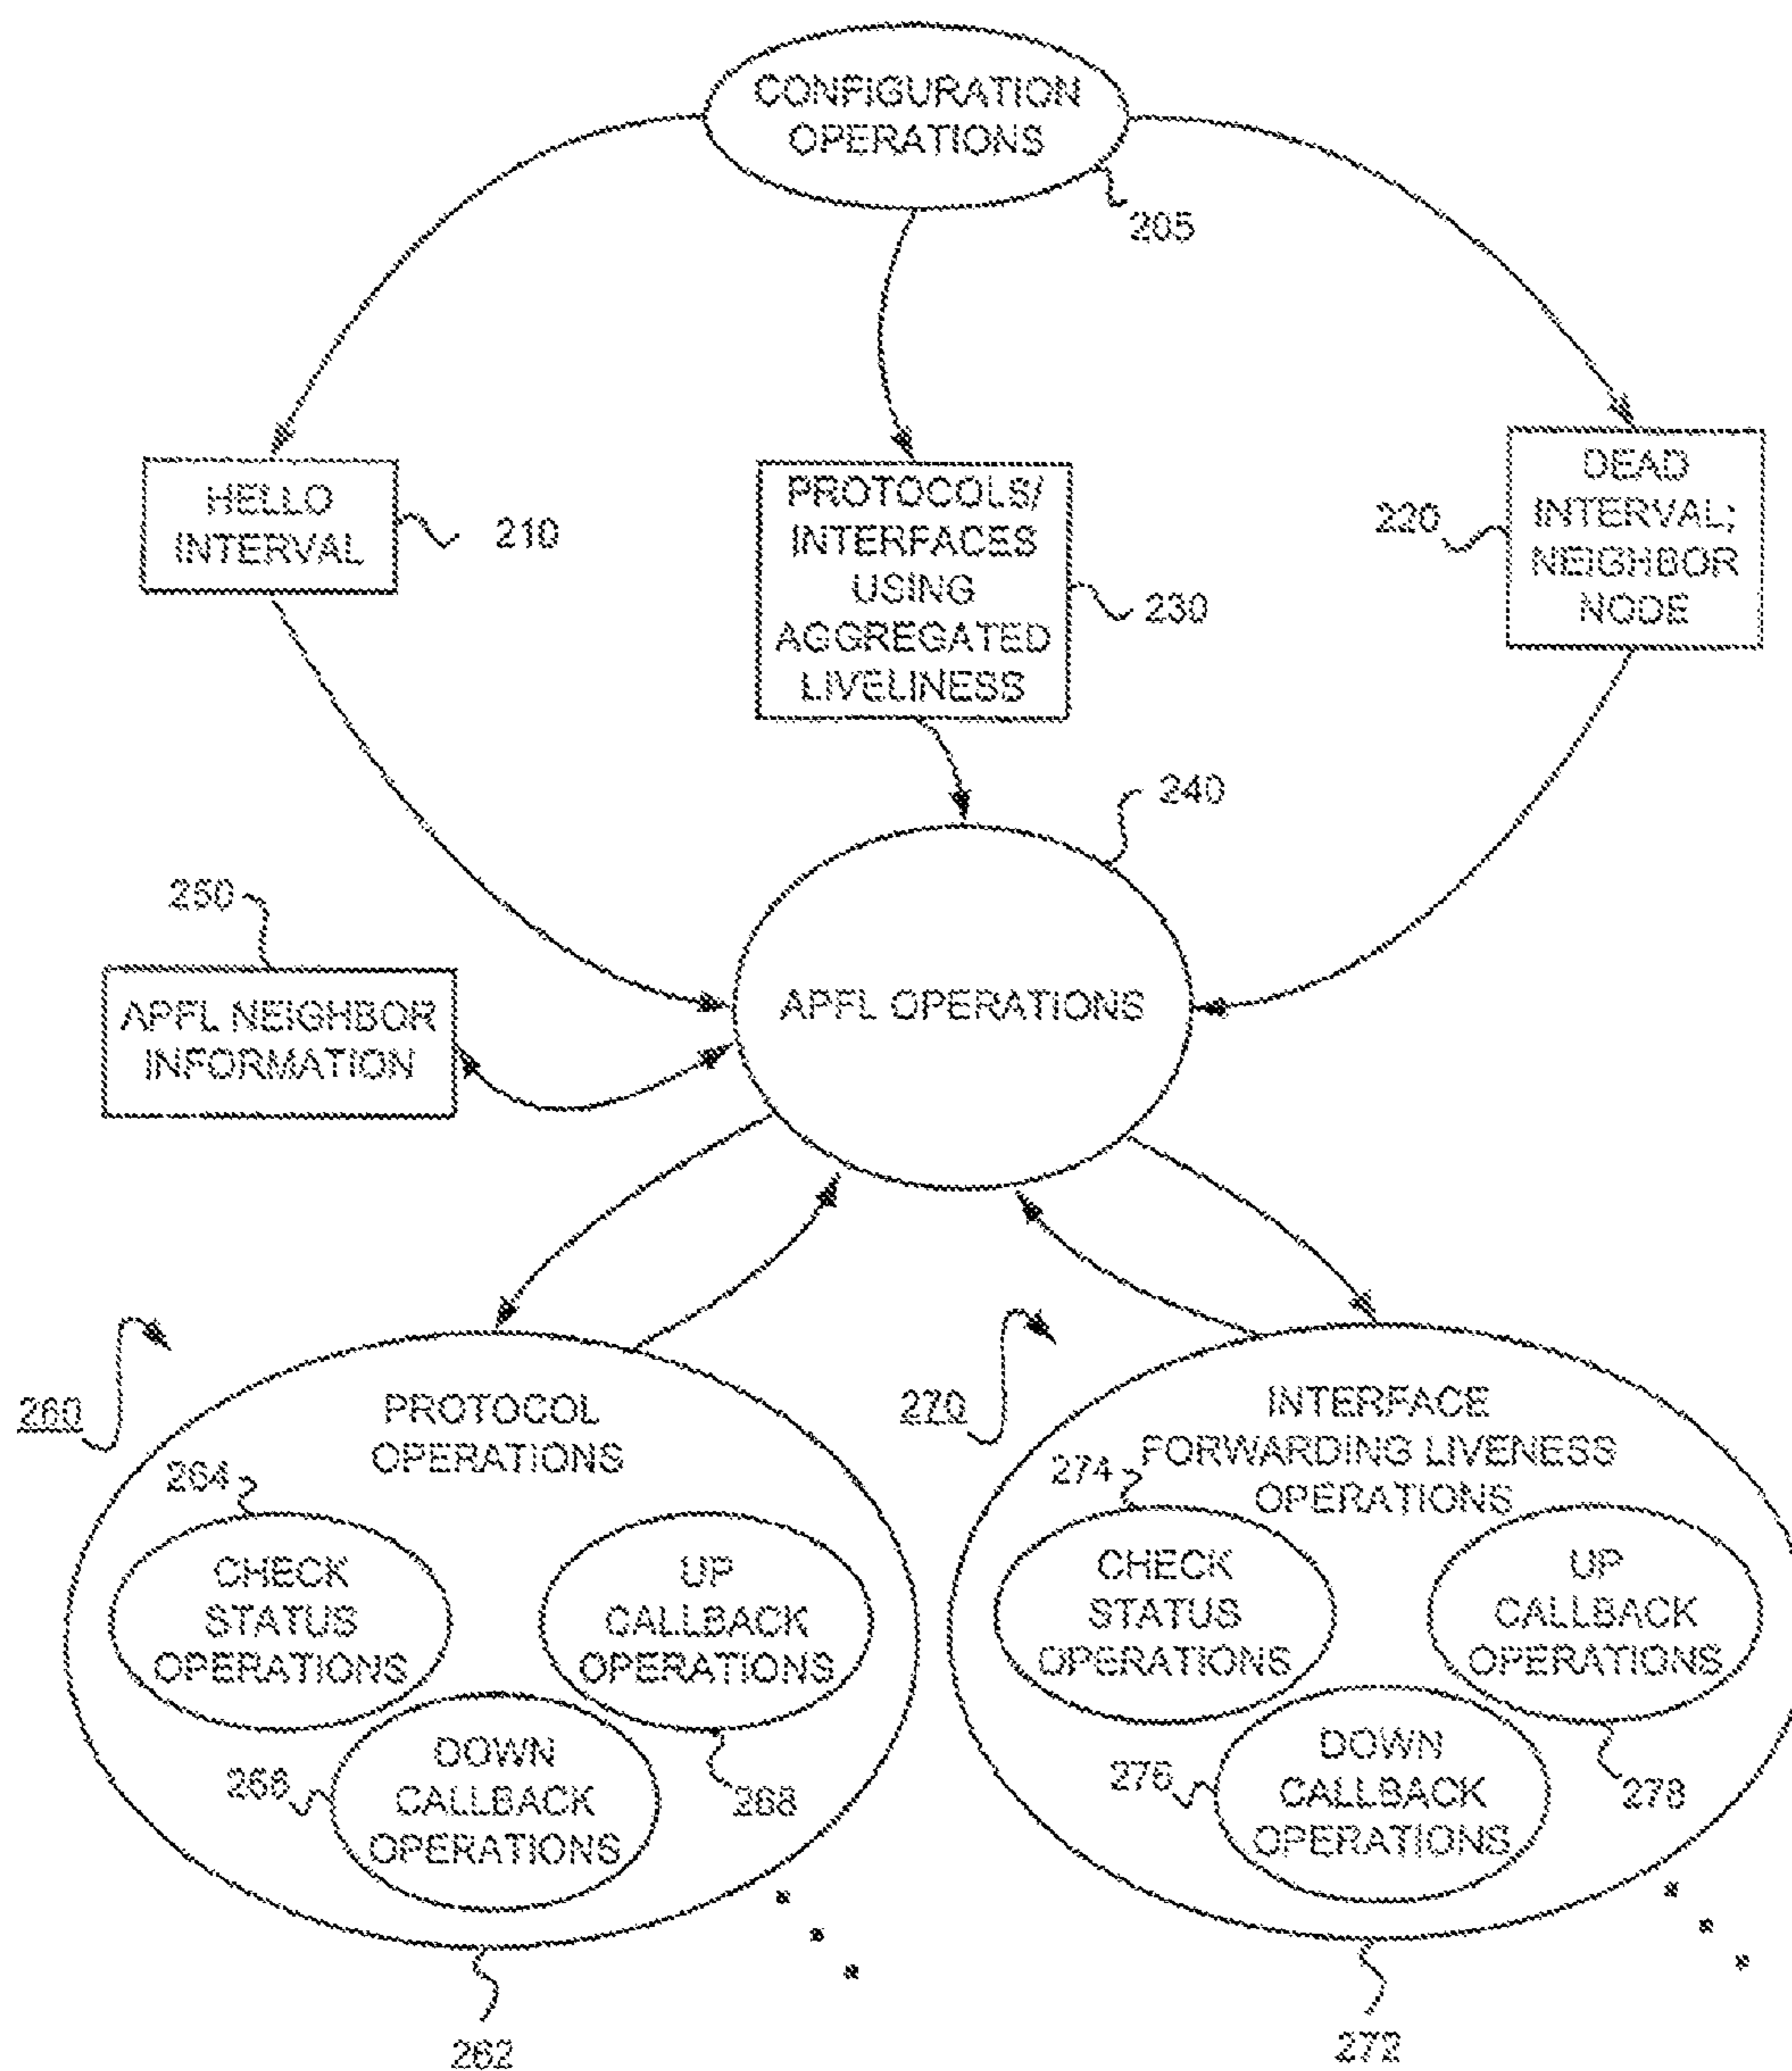 CONFIGURATION
OPERATIONS
205
HELLO
INTERVAL
210
PROTOCOLS/
INTERFACES
USING
AGGREGATED
LIVELINESS
230
220
DEAD
INTERVAL;
NEIGHBOR
NODE
240
250
APFL NEIGHBOR
INFORMATION
APFL OPERATIONS
260
PROTOCOL
OPERATIONS
264
CHECK
STATUS
OPERATIONS
UP
CALLBACK
OPERATIONS
266
DOWN
CALLBACK
OPERATIONS
268
262
270
INTERFACE
FORWARDING LIVENESS
OPERATIONS
274
CHECK
STATUS
OPERATIONS
UP
CALLBACK
OPERATIONS
276
DOWN
CALLBACK
OPERATIONS
278
272